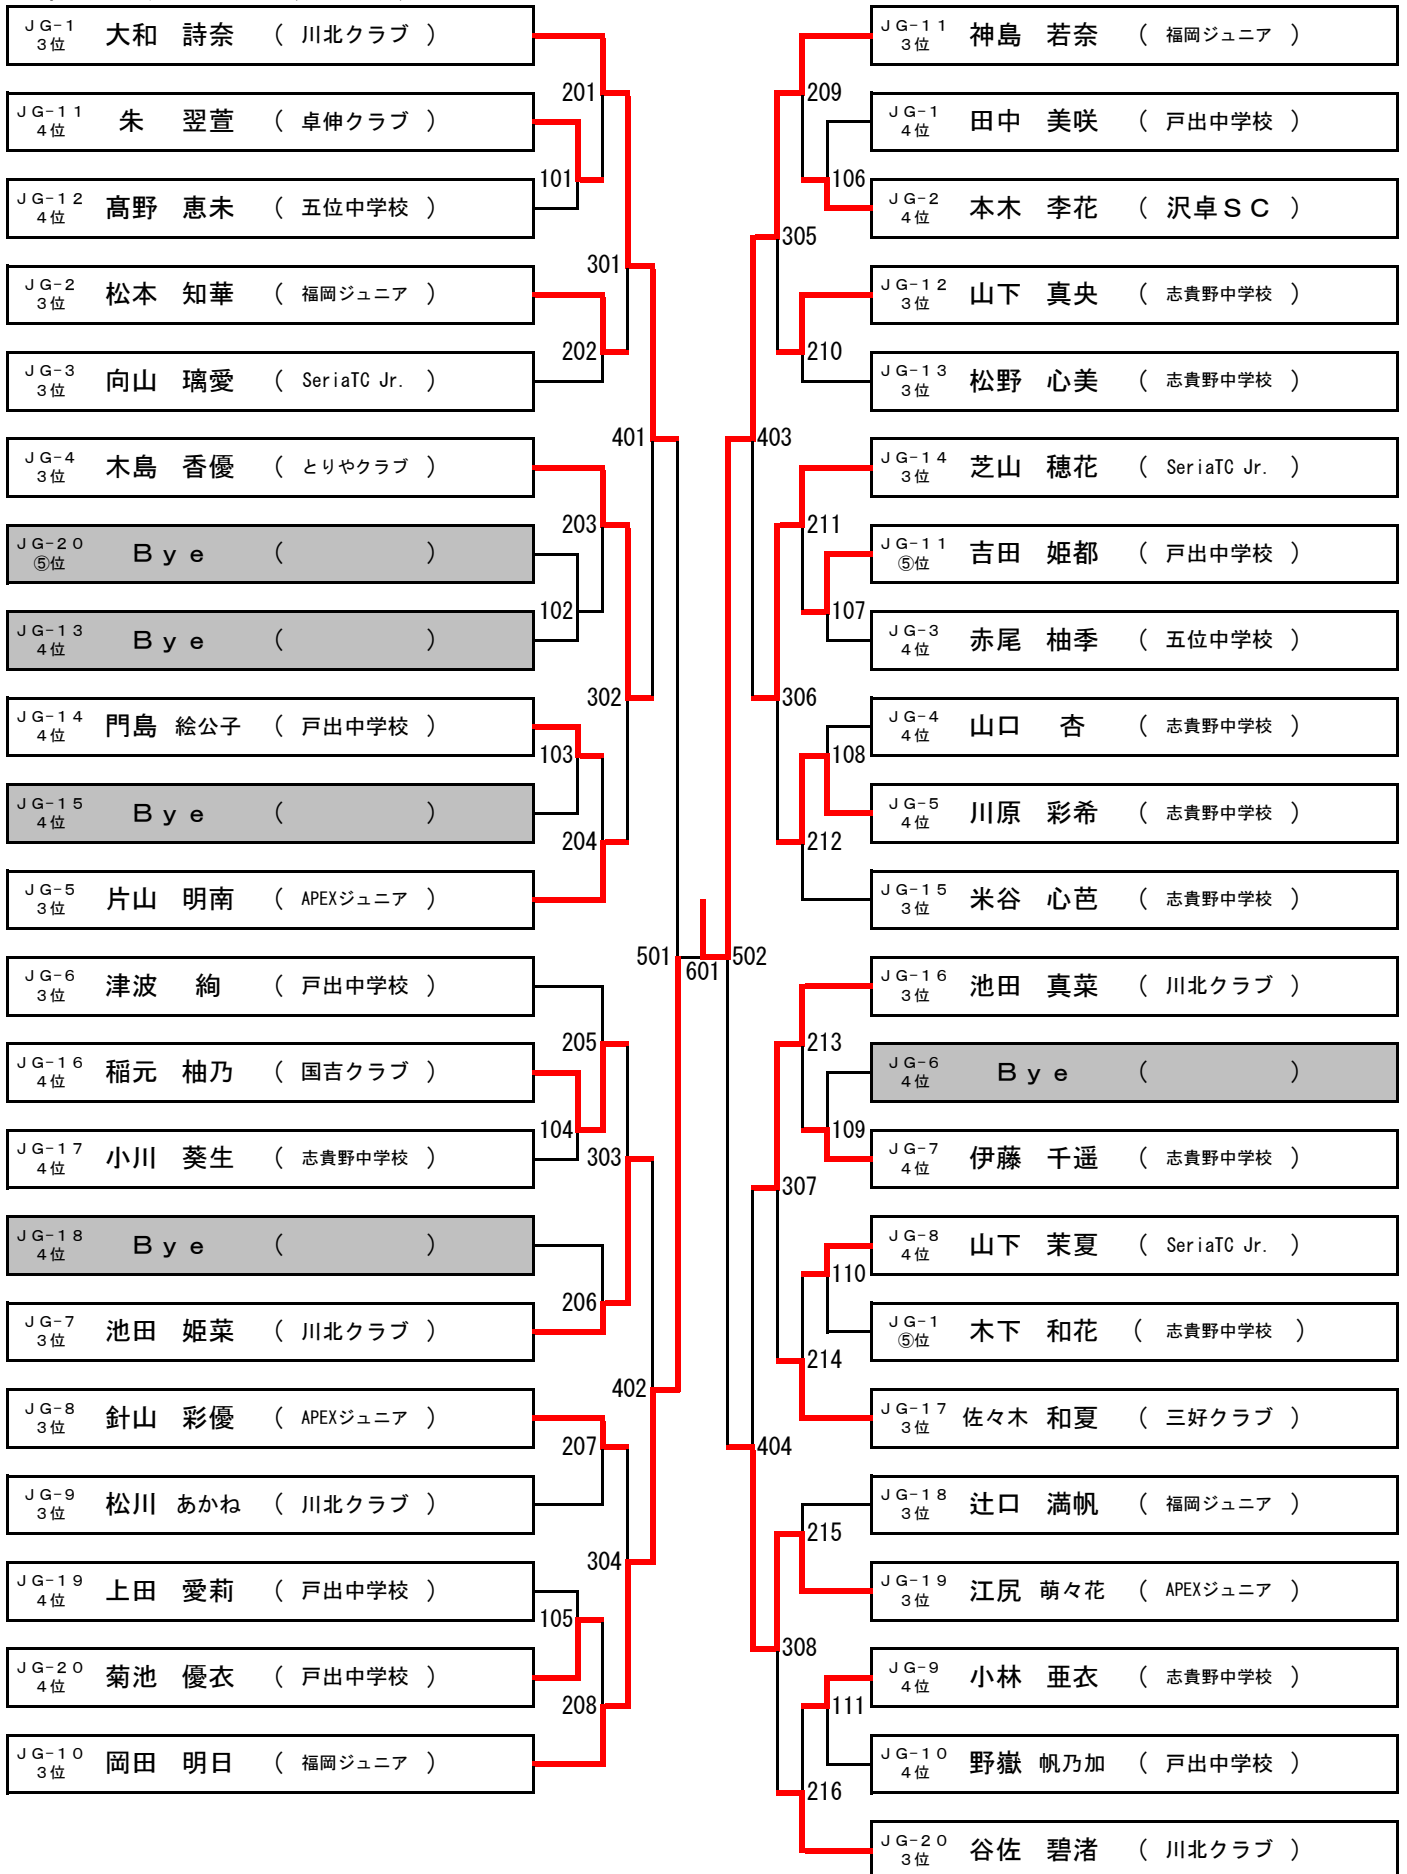 JG-1 3位 大和 詩奈 ( 川北クラブ )
JG-11 4位 朱 翌萱 ( 卓伸クラブ )
JG-12 4位 髙野 恵未 ( 五位中学校 )
JG-2 3位 松本 知華 ( 福岡ジュニア )
JG-3 3位 向山 璃愛 ( SeriaTC Jr. )
JG-4 3位 木島 香優 ( とりやクラブ )
JG-20 ⑤位 Bye ( )
JG-13 4位 Bye ( )
JG-14 4位 門島 絵公子 ( 戸出中学校 )
JG-15 4位 Bye ( )
JG-5 3位 片山 明南 ( APEXジュニア )
JG-6 3位 津波 絢 ( 戸出中学校 )
JG-16 4位 稲元 柚乃 ( 国吉クラブ )
JG-17 4位 小川 葵生 ( 志貴野中学校 )
JG-18 4位 Bye ( )
JG-7 3位 池田 姫菜 ( 川北クラブ )
JG-8 3位 針山 彩優 ( APEXジュニア )
JG-9 3位 松川 あかね ( 川北クラブ )
JG-19 4位 上田 愛莉 ( 戸出中学校 )
JG-20 4位 菊池 優衣 ( 戸出中学校 )
JG-10 3位 岡田 明日 ( 福岡ジュニア )
201
101
301
202
401
203
102
302
103
204
501
205
104
303
206
402
207
304
105
208
601
502
209
106
305
210
403
211
107
306
108
212
213
109
307
110
214
404
215
308
111
216
JG-11 3位 神島 若奈 ( 福岡ジュニア )
JG-1 4位 田中 美咲 ( 戸出中学校 )
JG-2 4位 本木 李花 ( 沢卓SC )
JG-12 3位 山下 真央 ( 志貴野中学校 )
JG-13 3位 松野 心美 ( 志貴野中学校 )
JG-14 3位 芝山 穂花 ( SeriaTC Jr. )
JG-11 ⑤位 吉田 姫都 ( 戸出中学校 )
JG-3 4位 赤尾 柚季 ( 五位中学校 )
JG-4 4位 山口 杏 ( 志貴野中学校 )
JG-5 4位 川原 彩希 ( 志貴野中学校 )
JG-15 3位 米谷 心芭 ( 志貴野中学校 )
JG-16 3位 池田 真菜 ( 川北クラブ )
JG-6 4位 Bye ( )
JG-7 4位 伊藤 千遥 ( 志貴野中学校 )
JG-8 4位 山下 茉夏 ( SeriaTC Jr. )
JG-1 ⑤位 木下 和花 ( 志貴野中学校 )
JG-17 3位 佐々木 和夏 ( 三好クラブ )
JG-18 3位 辻口 満帆 ( 福岡ジュニア )
JG-19 3位 江尻 萌々花 ( APEXジュニア )
JG-9 4位 小林 亜衣 ( 志貴野中学校 )
JG-10 4位 野嶽 帆乃加 ( 戸出中学校 )
JG-20 3位 谷佐 碧渚 ( 川北クラブ )